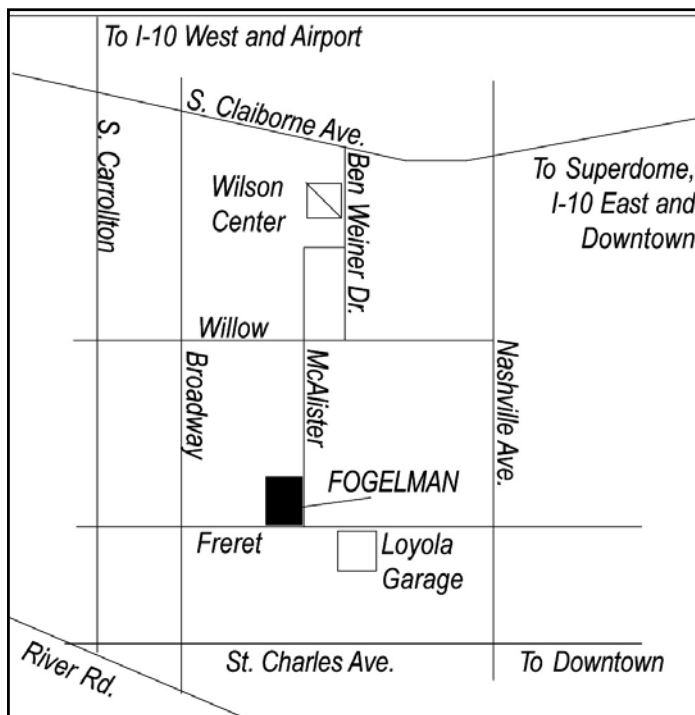 To I-10 West and Airport
S. Claiborne Ave.
S. Carrollton
Wilson
Center
Ben Weiner Dr.
To Superdome,
I-10 East and
Downtown
Willow
Broadway
McAlister
Nashville Ave.
FOGELMAN
Freret
Loyola
Garage
River Rd.
St. Charles Ave.
To Downtown